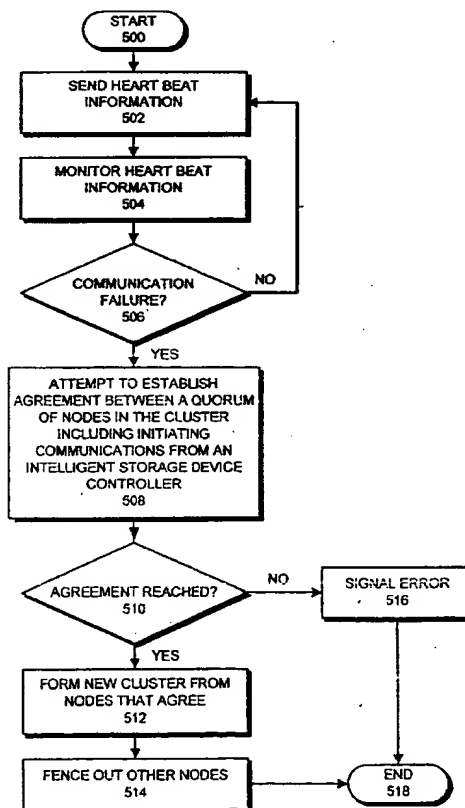 START
500
SEND HEART BEAT
INFORMATION
502
MONITOR HEART BEAT
INFORMATION
504
COMMUNICATION
FAILURE?
506
NO
YES
ATTEMPT TO ESTABLISH
AGREEMENT BETWEEN A QUORUM
OF NODES IN THE CLUSTER
INCLUDING INITIATING
COMMUNICATIONS FROM AN
INTELLIGENT STORAGE DEVICE
CONTROLLER
508
AGREEMENT REACHED?
510
NO
SIGNAL ERROR
516
YES
FORM NEW CLUSTER FROM
NODES THAT AGREE
512
FENCE OUT OTHER NODES
514
END
518